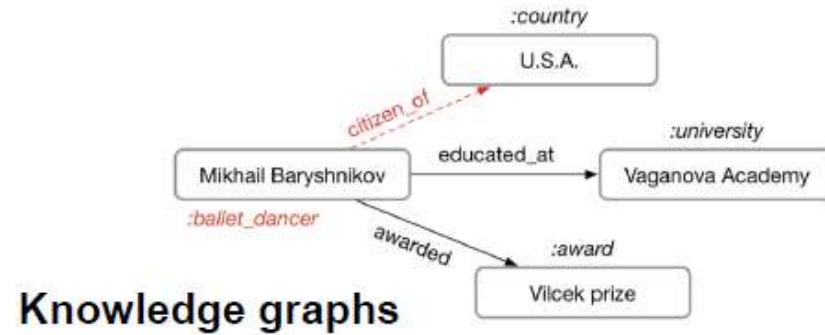 :country
U.S.A.
citizen_of
:university
educated_at
Mikhail Baryshnikov
Vaganova Academy
:ballet_dancer
awarded
:award
Vilcek prize
Knowledge graphs